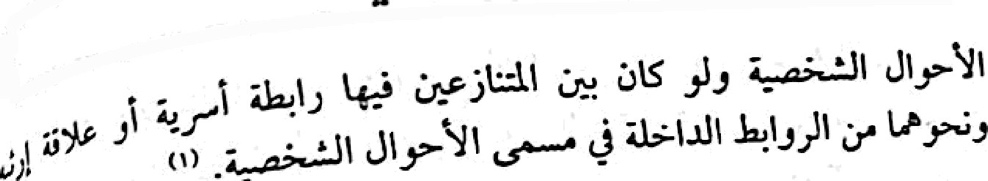 الأحوال الشخصية ولو كان بين المتنازعين فيها رابطة أسرية أو علاقة
ونحوهما من الروابط الداخلة في مسمى الأحوال الشخصية. (١)